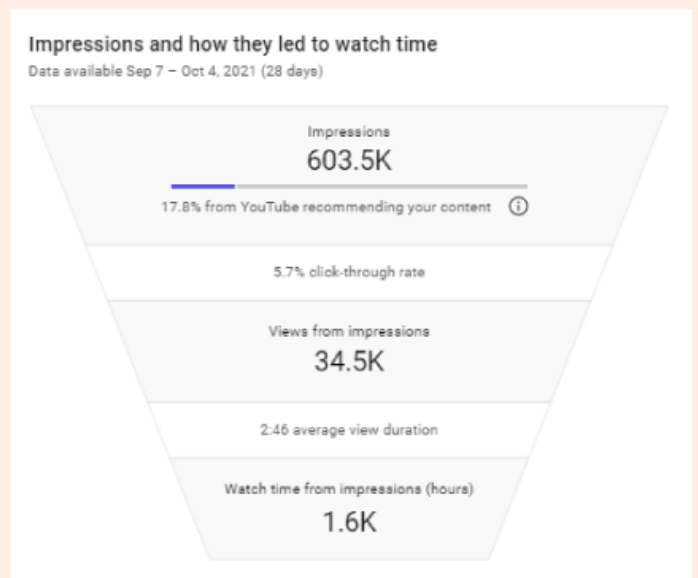 Impressions and how they led to watch time
Data available Sep 7 – Oct 4, 2021 (28 days)
Impressions
603.5K
17.8% from YouTube recommending your content
5.7% click-through rate
Views from impressions
34.5K
2:46 average view duration
Watch time from impressions (hours)
1.6K